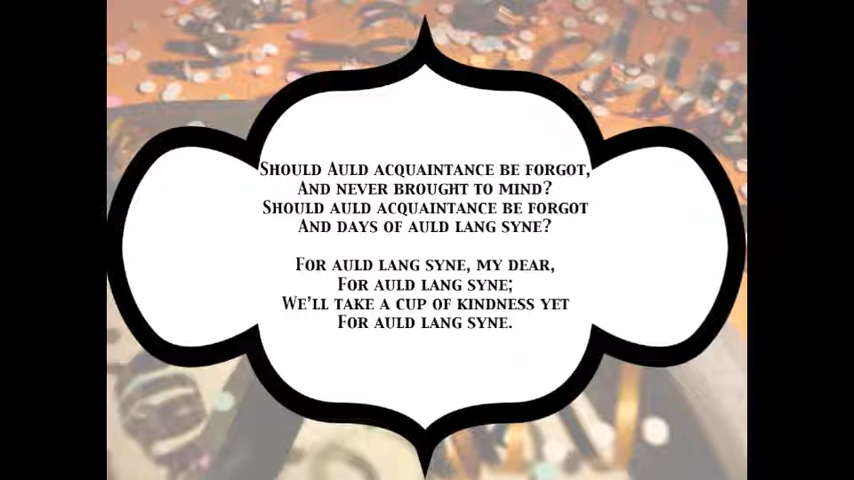 Should Auld acquaintance be forgot,
And never brought to mind?
Should auld acquaintance be forgot
And days of auld lang syne?
For auld lang syne, my dear,
For auld lang syne;
We'll take a cup of kindness yet
For auld lang syne.